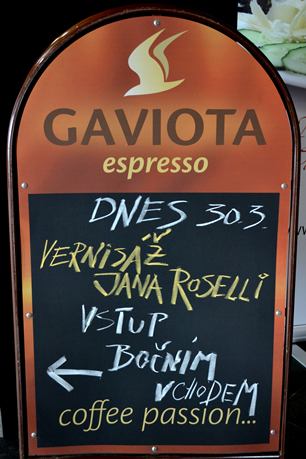 GAVIOTA
espresso
DNES 30.3.
VERNISÁŽ
JANA ROSELLI
VSTUP
BOČNÍM
VCHODEM
coffee passion...